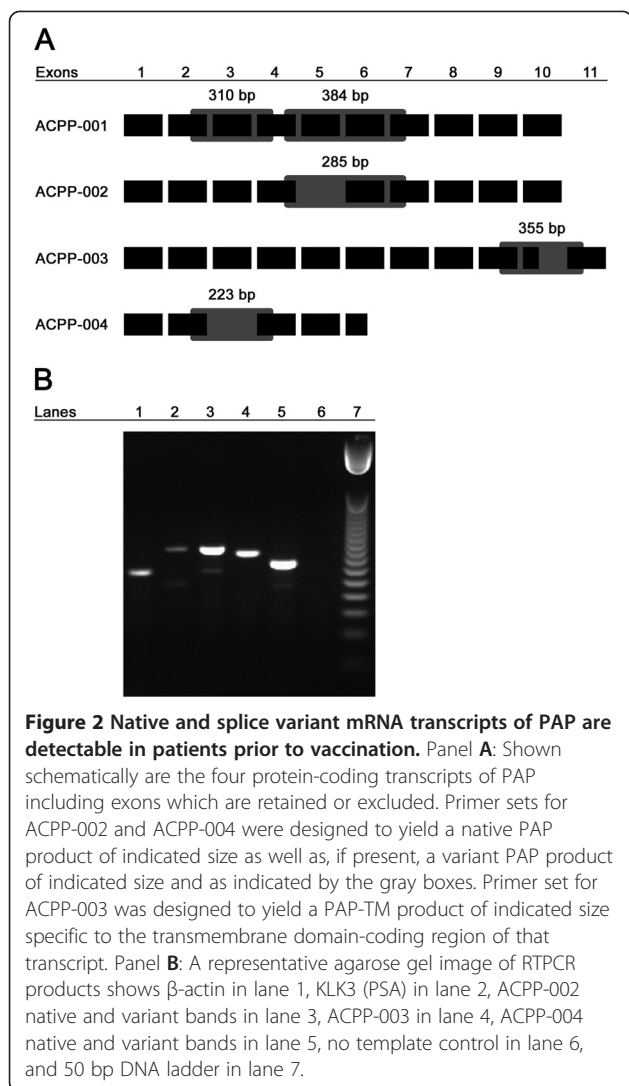 A
Exons 1 2 3 4 5 6 7 8 9 10 11
310 bp 384 bp
ACPP-001
285 bp
ACPP-002
355 bp
ACPP-003
223 bp
ACPP-004
B
Lanes 1 2 3 4 5 6 7
Figure 2 Native and splice variant mRNA transcripts of PAP are
detectable in patients prior to vaccination. Panel A: Shown
schematically are the four protein-coding transcripts of PAP
including exons which are retained or excluded. Primer sets for
ACPP-002 and ACPP-004 were designed to yield a native PAP
product of indicated size as well as, if present, a variant PAP product
of indicated size and as indicated by the gray boxes. Primer set for
ACPP-003 was designed to yield a PAP-TM product of indicated size
specific to the transmembrane domain-coding region of that
transcript. Panel B: A representative agarose gel image of RTPCR
products shows β-actin in lane 1, KLK3 (PSA) in lane 2, ACPP-002
native and variant bands in lane 3, ACPP-003 in lane 4, ACPP-004
native and variant bands in lane 5, no template control in lane 6,
and 50 bp DNA ladder in lane 7.